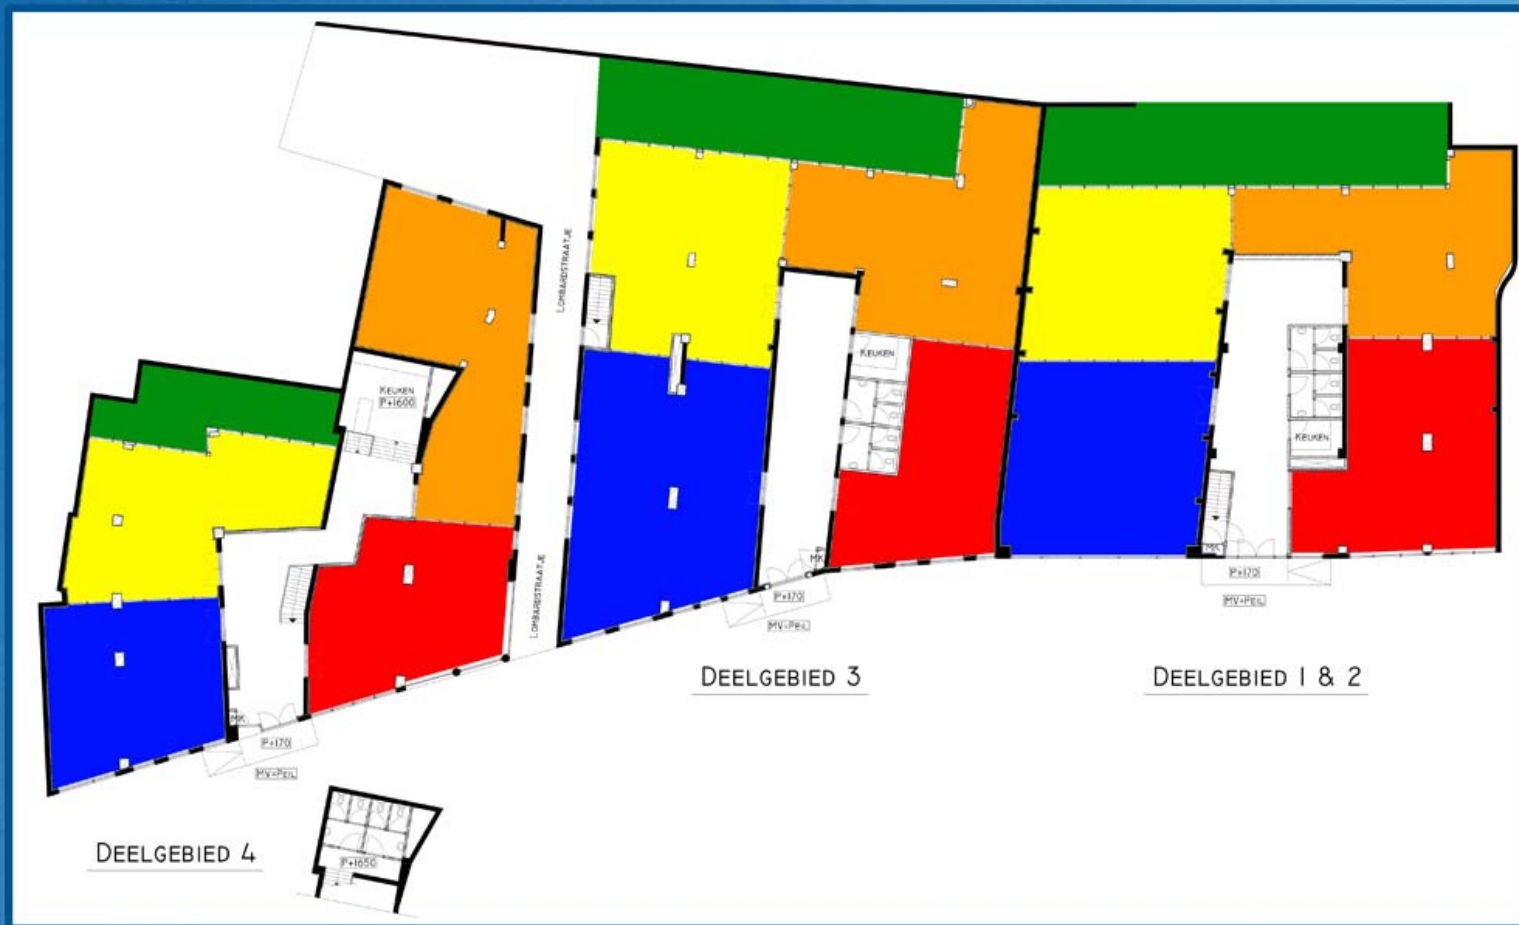 LOMBARDSTRAATJE
LOMBARDSTRAATJE
KEUKEN
P+1600
KEUKEN
KEUKEN
MK
P+170
MV=PEIL
MK
P+170
MV=PEIL
MK
P+170
MV=PEIL
DEELGEBIED 3
DEELGEBIED 1 & 2
DEELGEBIED 4
P+1650